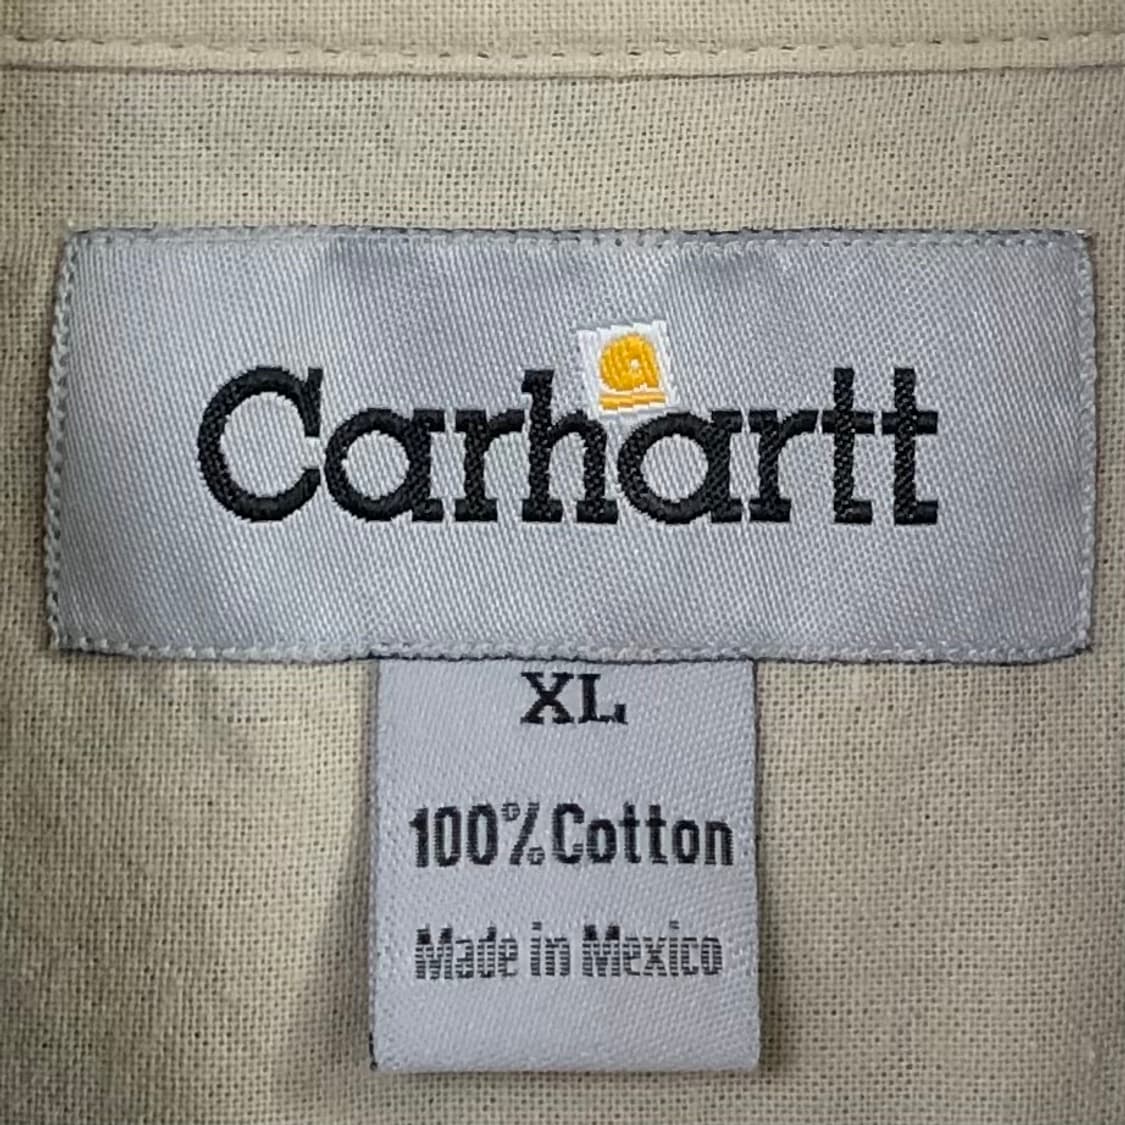 Carhartt
XL
100% Cotton
Made in Mexico